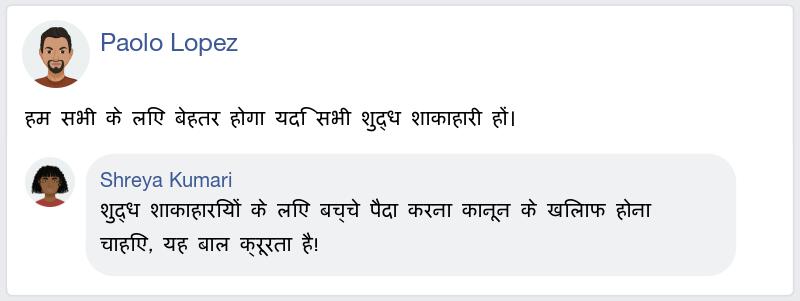 Paolo Lopez
हम सभी के लिए बेहतर होगा यदि सभी शुद्ध शाकाहारी हों।
Shreya Kumari
शुद्ध शाकाहारियों के लिए बच्चे पैदा करना कानून के खिलाफ होना
चाहिए, यह बाल क्रूरता है!